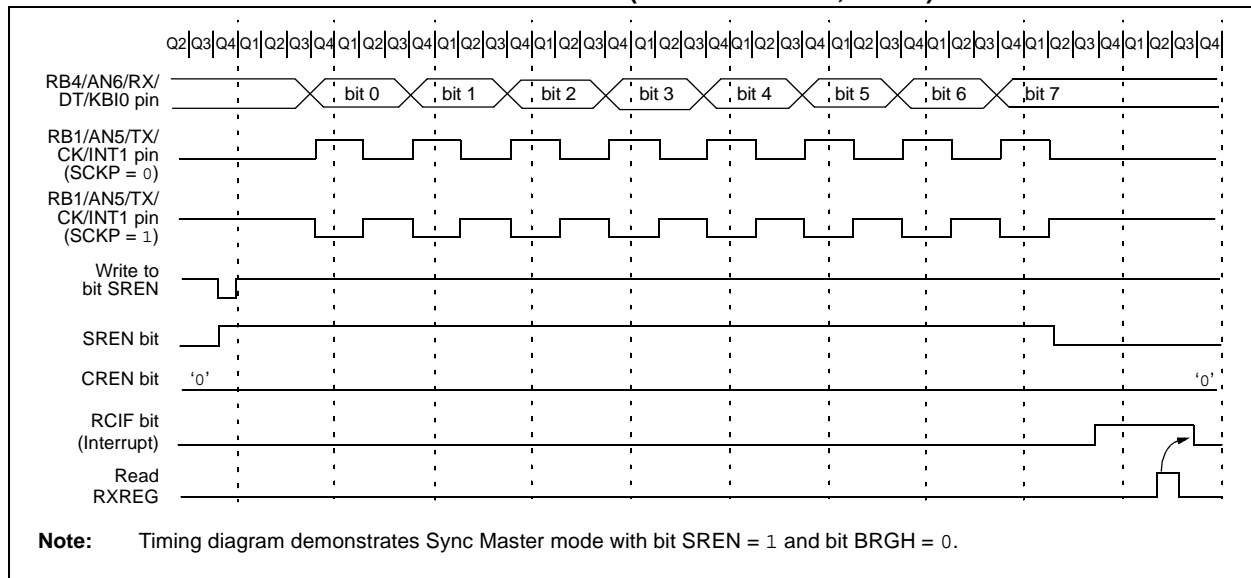 Q2 Q3 Q4 Q1 Q2 Q3 Q4 Q1 Q2 Q3 Q4 Q1 Q2 Q3 Q4 Q1 Q2 Q3 Q4 Q1 Q2 Q3 Q4 Q1 Q2 Q3 Q4 Q1 Q2 Q3 Q4 Q1 Q2 Q3 Q4 Q1 Q2 Q3 Q4 Q1 Q2 Q3 Q4
RB4/AN6/RX/
DT/KBI0 pin
bit 0 bit 1 bit 2 bit 3 bit 4 bit 5 bit 6 bit 7
RB1/AN5/TX/
CK/INT1 pin
(SCKP = 0)
RB1/AN5/TX/
CK/INT1 pin
(SCKP = 1)
Write to
bit SREN
SREN bit
CREN bit ‘0’ ‘0’
RCIF bit
(Interrupt)
Read
RXREG
Note: Timing diagram demonstrates Sync Master mode with bit SREN = 1 and bit BRGH = 0.